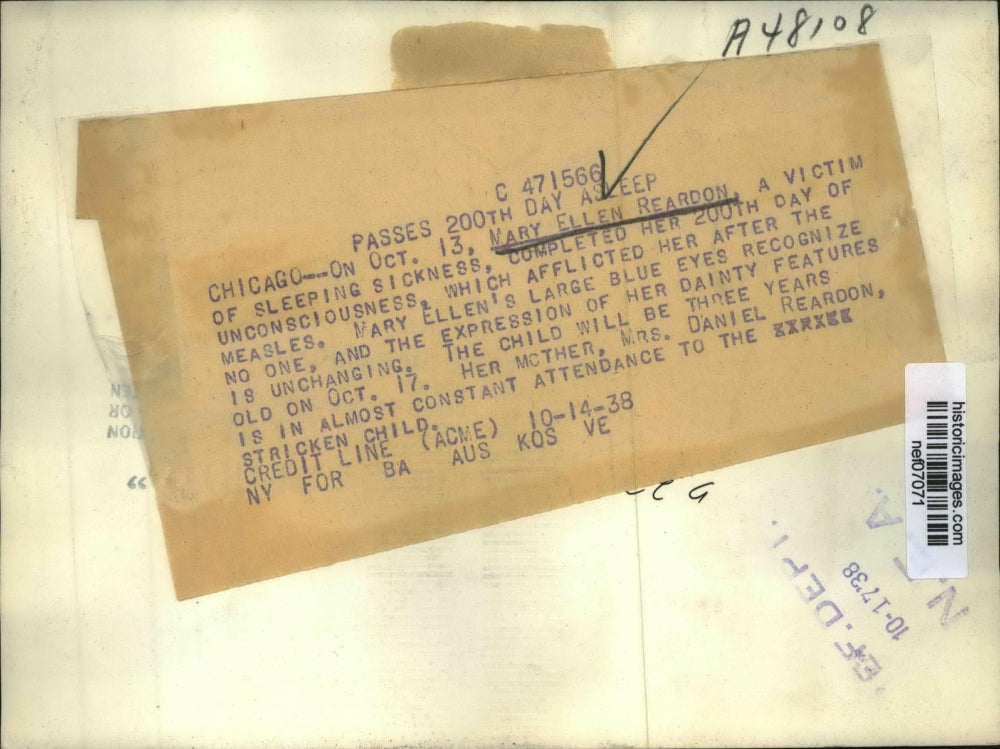 A48108
C 471566
PASSES 200TH DAY ASLEEP
CHICAGO--ON OCT. 13, MARY ELLEN REARDON, A VICTIM
OF SLEEPING SICKNESS, COMPLETED HER 200TH DAY OF
UNCONSCIOUSNESS, WHICH AFFLICTED HER AFTER THE
MEASLES. MARY ELLEN'S LARGE BLUE EYES RECOGNIZE
NO ONE, AND THE EXPRESSION OF HER DAINTY FEATURES
IS UNCHANGING. THE CHILD WILL BE THREE YEARS
OLD ON OCT. 17. HER MOTHER, MRS. DANIEL REARDON,
IS IN ALMOST CONSTANT ATTENDANCE TO THE
STRICKEN CHILD.
CREDIT LINE (ACME) 10-14-38
NY FOR BA AUS KOS VE
historicimages.com
nef07071
EF. DEPT.
10-17'38
N.E.A.